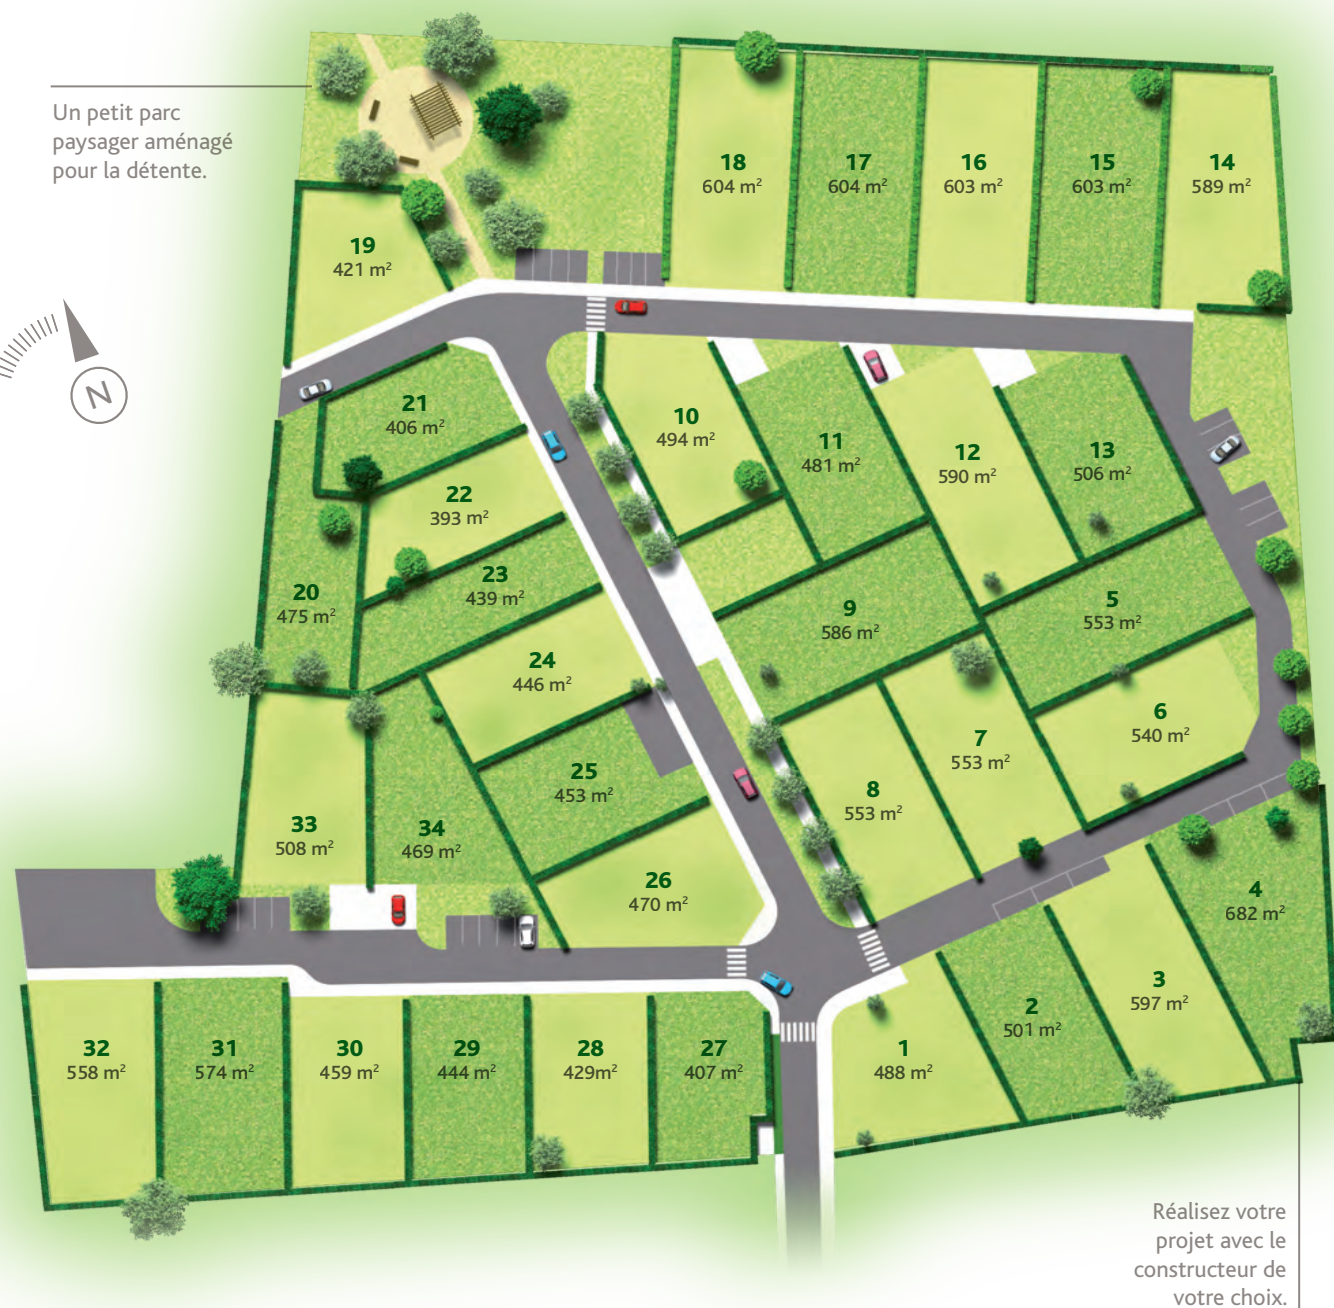 Un petit parc
paysager aménagé
pour la détente.
18
604 m²
17
604 m²
16
603 m²
15
603 m²
14
589 m²
19
421 m²
N
21
406 m²
10
494 m²
11
481 m²
12
590 m²
13
506 m²
22
393 m²
20
475 m²
23
439 m²
9
586 m²
5
553 m²
24
446 m²
6
540 m²
7
553 m²
25
453 m²
8
553 m²
33
508 m²
34
469 m²
26
470 m²
4
682 m²
3
597 m²
2
501 m²
32
558 m²
31
574 m²
30
459 m²
29
444 m²
28
429m²
27
407 m²
1
488 m²
Réalisez votre
projet avec le
constructeur de
votre choix.